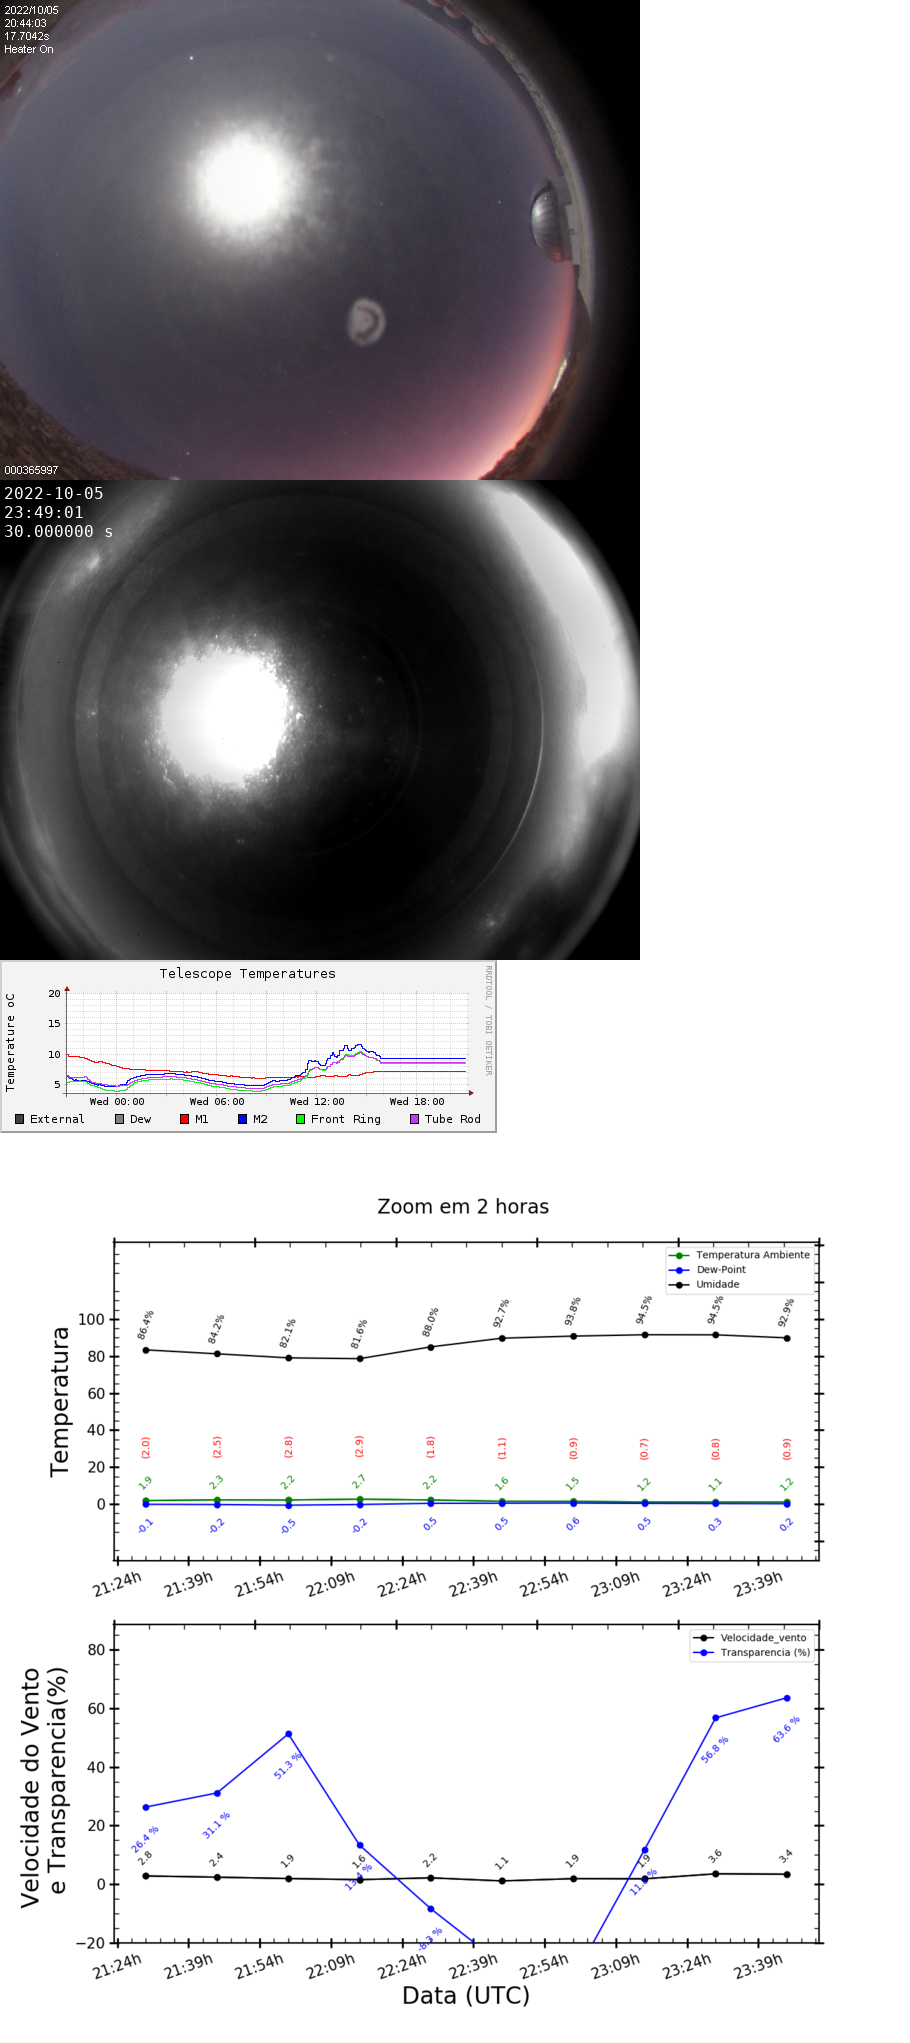 2022/10/05
20:44:03
17.7042s
Heater On
000365997
2022-10-05
23:49:01
30.000000 s
Telescope Temperatures
RRDTOOL / TOBI OETIKER
Temperature oC
20
15
10
5
Wed 00:00 Wed 06:00 Wed 12:00 Wed 18:00
External Dew M1 M2 Front Ring Tube Rod
Zoom em 2 horas
Temperatura Ambiente
Dew-Point
Umidade
Temperatura
100
80
60
40
20
0
86.4% 84.2% 82.1% 81.6% 88.0% 92.7% 93.8% 94.5% 94.5% 92.9%
(2.0) (2.5) (2.8) (2.9) (1.8) (1.1) (0.9) (0.7) (0.8) (0.9)
1.9 2.3 2.2 2.7 2.2 1.6 1.5 1.2 1.1 1.2
-0.1 -0.2 -0.5 -0.2 0.5 0.5 0.6 0.5 0.3 0.2
21:24h 21:39h 21:54h 22:09h 22:24h 22:39h 22:54h 23:09h 23:24h 23:39h
Velocidade_vento
Transparencia (%)
Velocidade do Vento
e Transparencia(%)
80
60
40
20
0
−20
26.4 % 31.1 % 51.3 % -8.3 % 56.8 % 63.6 %
2.8 2.4 1.9 1.6 2.2 1.1 1.9 1.9 3.6 3.4
21:24h 21:39h 21:54h 22:09h 22:24h 22:39h 22:54h 23:09h 23:24h 23:39h
Data (UTC)